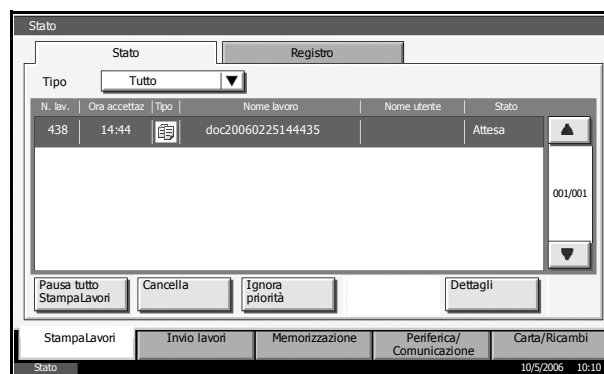 Stato
Stato Registro
Tipo Tutto
N. lav. Ora accettaz Tipo Nome lavoro Nome utente Stato
438 14:44 doc20060225144435 Attesa
001/001
Pausa tutto StampaLavori Cancella Ignora priorità Dettagli
StampaLavori Invio lavori Memorizzazione Periferica/ Comunicazione Carta/Ricambi
Stato 10/5/2006 10:10